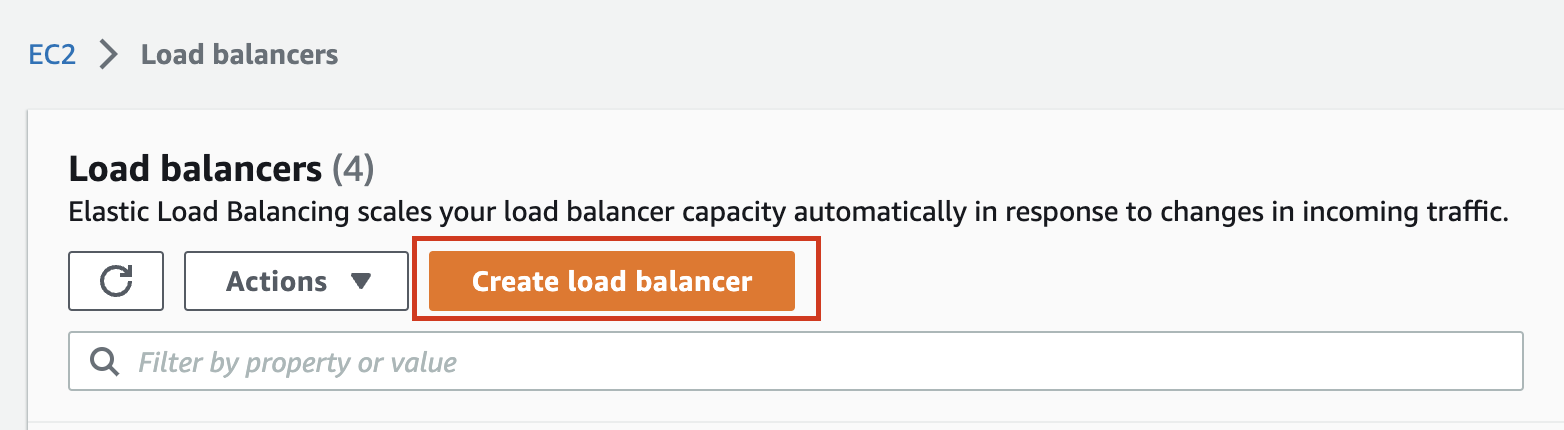 EC2 > Load balancers
Load balancers (4)
Elastic Load Balancing scales your load balancer capacity automatically in response to changes in incoming traffic.
Actions Create load balancer
Filter by property or value